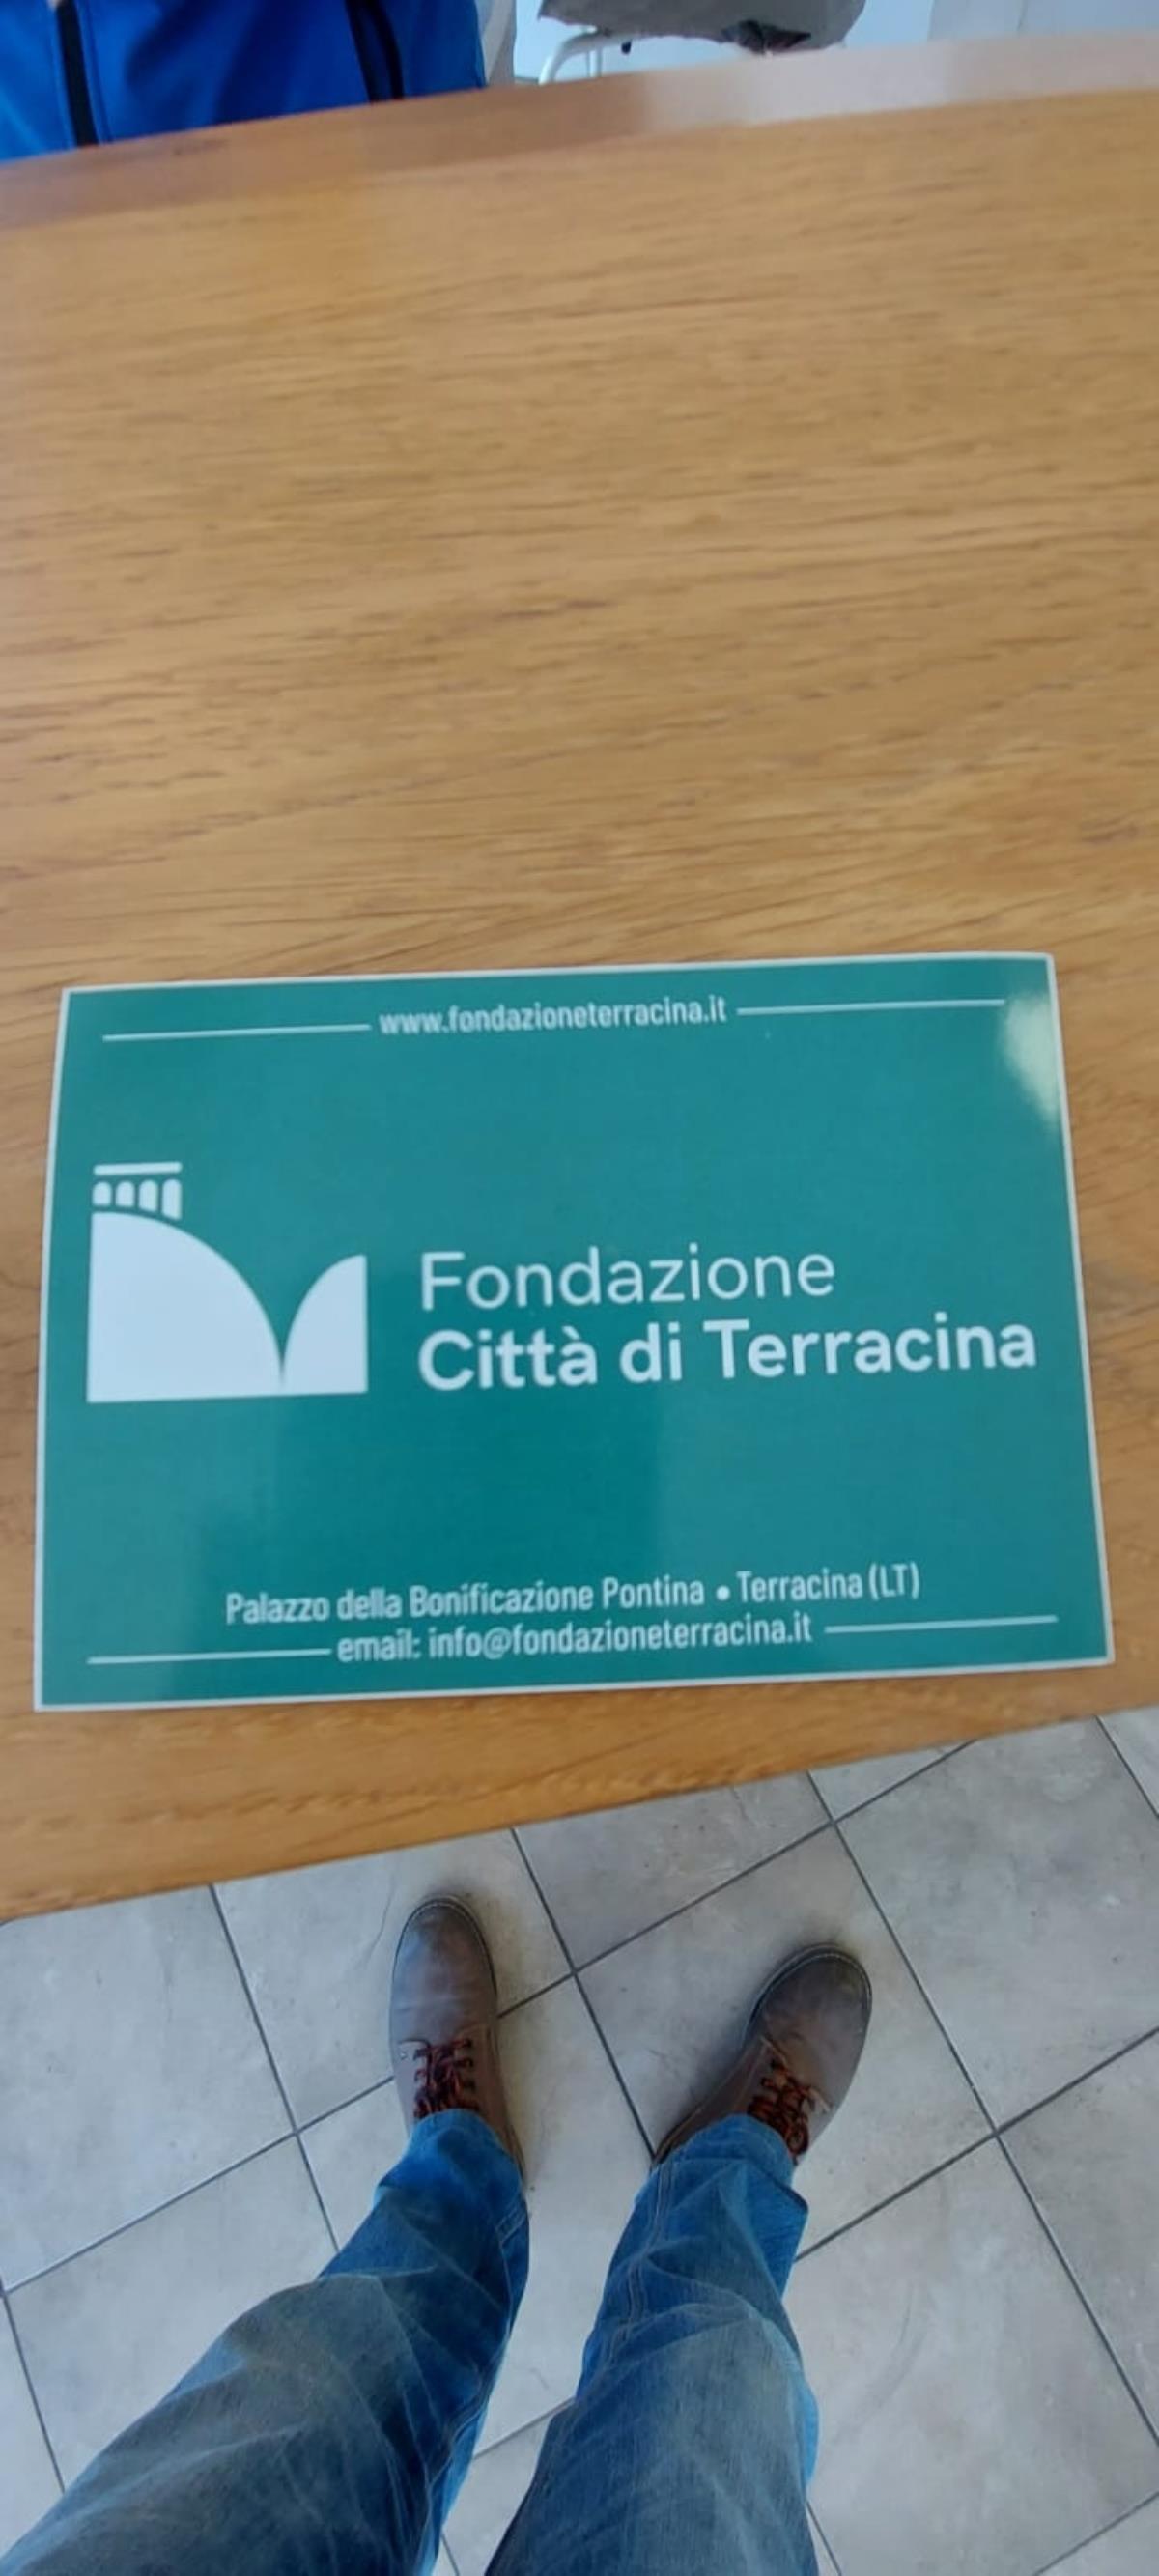 www.fondazioneterracina.it
Fondazione
Città di Terracina
Palazzo della Bonificazione Pontina • Terracina (LT)
email: info@fondazioneterracina.it